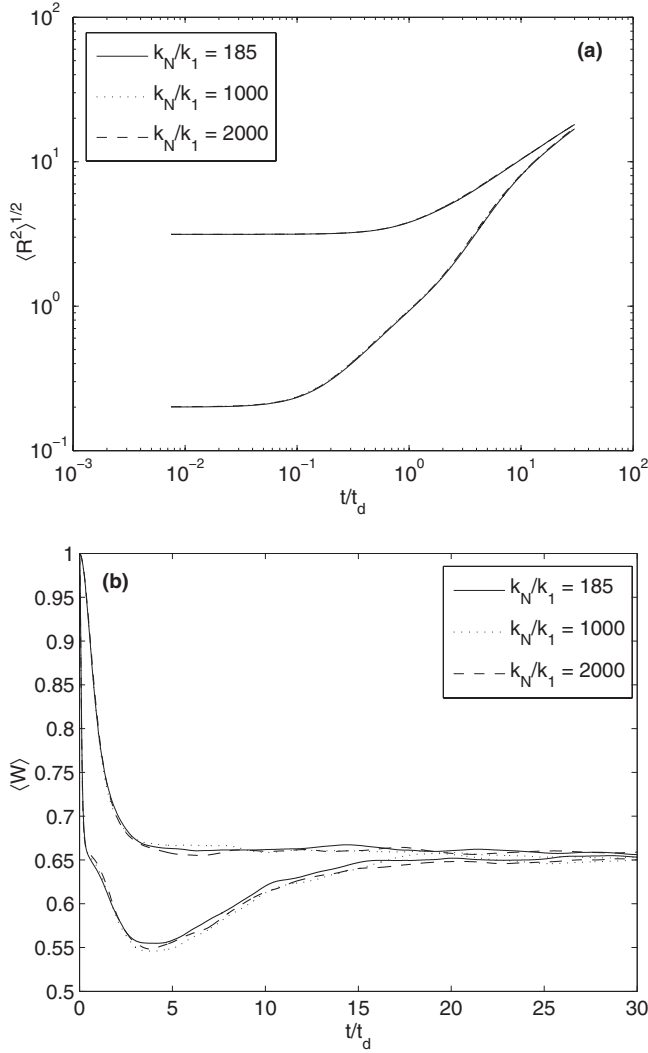 (a)
k_N/k_1 = 185
k_N/k_1 = 1000
k_N/k_1 = 2000
10^2
10^1
10^0
10^-1
⟨R^2⟩^1/2
10^-3 10^-2 10^-1 10^0 10^1 10^2
t/t_d
(b)
k_N/k_1 = 185
k_N/k_1 = 1000
k_N/k_1 = 2000
1
0.95
0.9
0.85
0.8
0.75
0.7
0.65
0.6
0.55
0.5
⟨W⟩
0 5 10 15 20 25 30
t/t_d